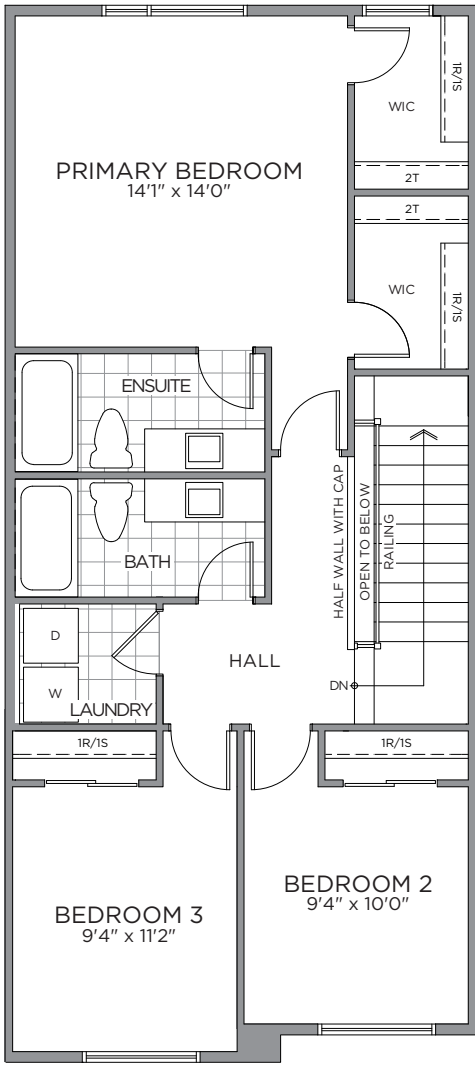 1R/1S
WIC
PRIMARY BEDROOM
14'1" x 14'0"
2T
2T
WIC
1R/1S
ENSUITE
HALF WALL WITH CAP
OPEN TO BELOW
RAILING
BATH
D
HALL
W
LAUNDRY
DN
1R/1S
1R/1S
BEDROOM 2
9'4" x 10'0"
BEDROOM 3
9'4" x 11'2"